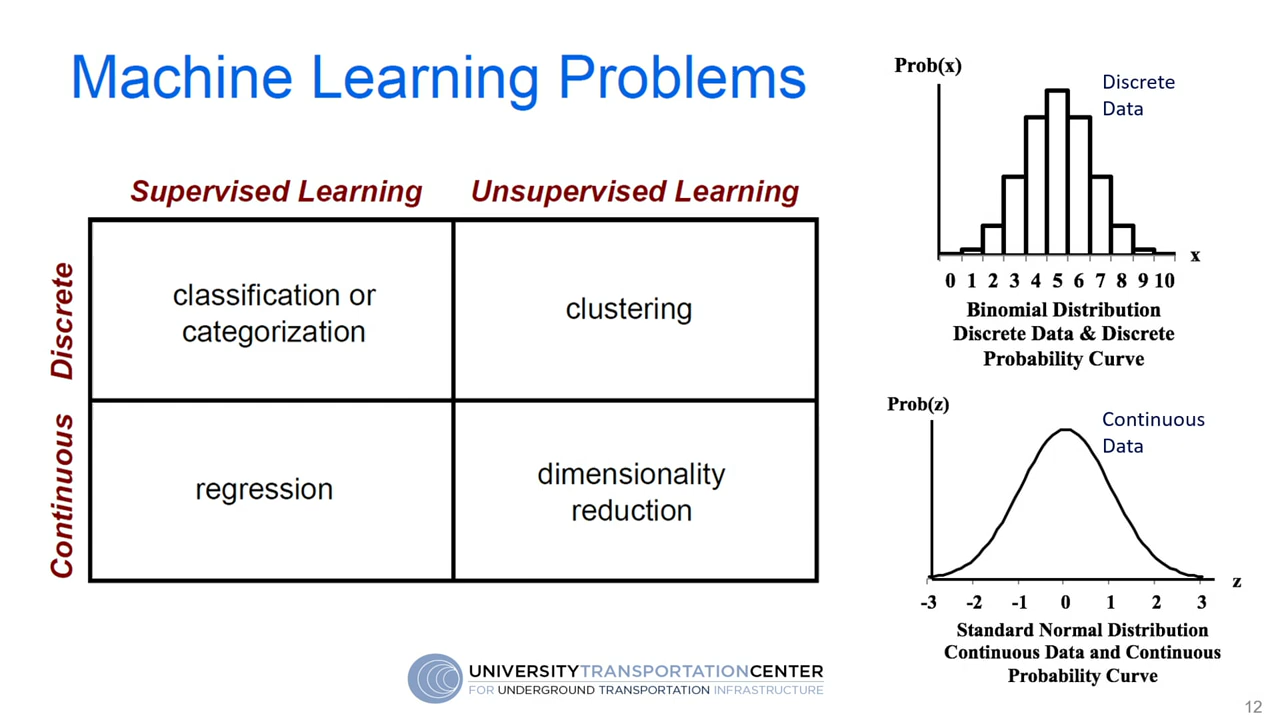 Machine Learning Problems
Supervised Learning
Unsupervised Learning
Discrete
classification or
categorization
clustering
Continuous
regression
dimensionality
reduction
Prob(x)
Discrete
Data
x
0 1 2 3 4 5 6 7 8 9 10
Binomial Distribution
Discrete Data & Discrete
Probability Curve
Prob(z)
Continuous
Data
z
-3 -2 -1 0 1 2 3
Standard Normal Distribution
Continuous Data and Continuous
Probability Curve
UNIVERSITYTRANSPORTATIONCENTER
FOR UNDERGROUND TRANSPORTATION INFRASTRUCTURE
12